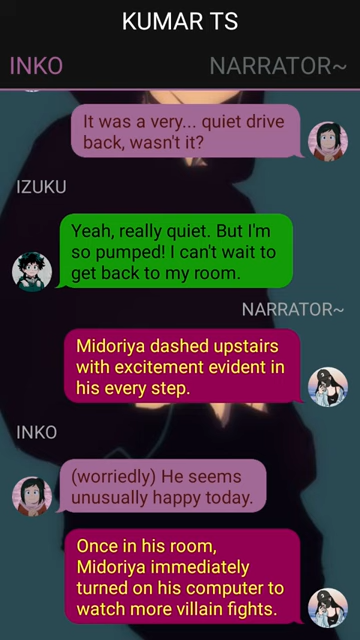 KUMAR TS
INKO
NARRATOR~
It was a very... quiet drive
back, wasn't it?
IZUKU
Yeah, really quiet. But I'm
so pumped! I can't wait to
get back to my room.
NARRATOR~
Midoriya dashed upstairs
with excitement evident in
his every step.
INKO
(worriedly) He seems
unusually happy today.
Once in his room,
Midoriya immediately
turned on his computer to
watch more villain fights.